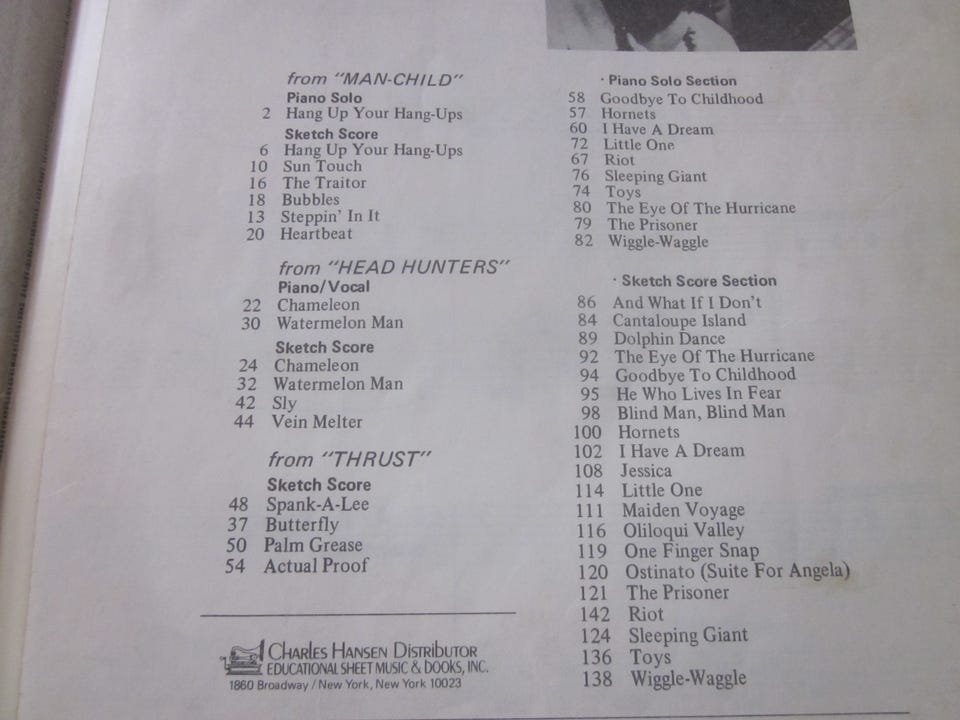 from "MAN-CHILD"
Piano Solo
2 Hang Up Your Hang-Ups
Sketch Score
6 Hang Up Your Hang-Ups
10 Sun Touch
16 The Traitor
18 Bubbles
13 Steppin' In It
20 Heartbeat
from "HEAD HUNTERS"
Piano/Vocal
22 Chameleon
30 Watermelon Man
Sketch Score
24 Chameleon
32 Watermelon Man
42 Sly
44 Vein Melter
from "THRUST"
Sketch Score
48 Spank-A-Lee
37 Butterfly
50 Palm Grease
54 Actual Proof
CHARLES HANSEN DISTRIBUTOR
EDUCATIONAL SHEET MUSIC & BOOKS, INC.
1860 Broadway / New York, New York 10023
· Piano Solo Section
58 Goodbye To Childhood
57 Hornets
60 I Have A Dream
72 Little One
67 Riot
76 Sleeping Giant
74 Toys
80 The Eye Of The Hurricane
79 The Prisoner
82 Wiggle-Waggle
· Sketch Score Section
86 And What If I Don't
84 Cantaloupe Island
89 Dolphin Dance
92 The Eye Of The Hurricane
94 Goodbye To Childhood
95 He Who Lives In Fear
98 Blind Man, Blind Man
100 Hornets
102 I Have A Dream
108 Jessica
114 Little One
111 Maiden Voyage
116 Oliloqui Valley
119 One Finger Snap
120 Ostinato (Suite For Angela)
121 The Prisoner
142 Riot
124 Sleeping Giant
136 Toys
138 Wiggle-Waggle